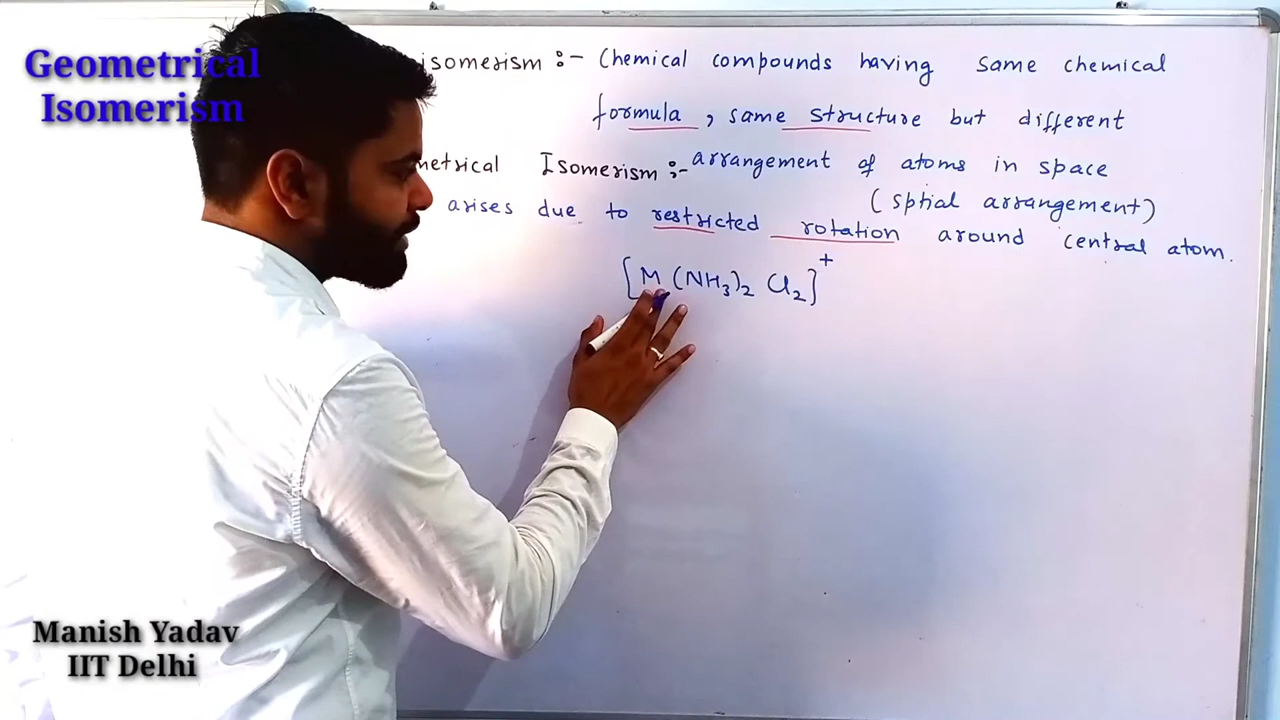 Geometrical
Isomerism
isomerism :- Chemical compounds having same chemical
formula, same structure but different
metrical Isomerism :- arrangement of atoms in space
(sptial arrangement)
arises due to restricted rotation around central atom.
[M(NH3)2 Cl2]+
Manish Yadav
IIT Delhi